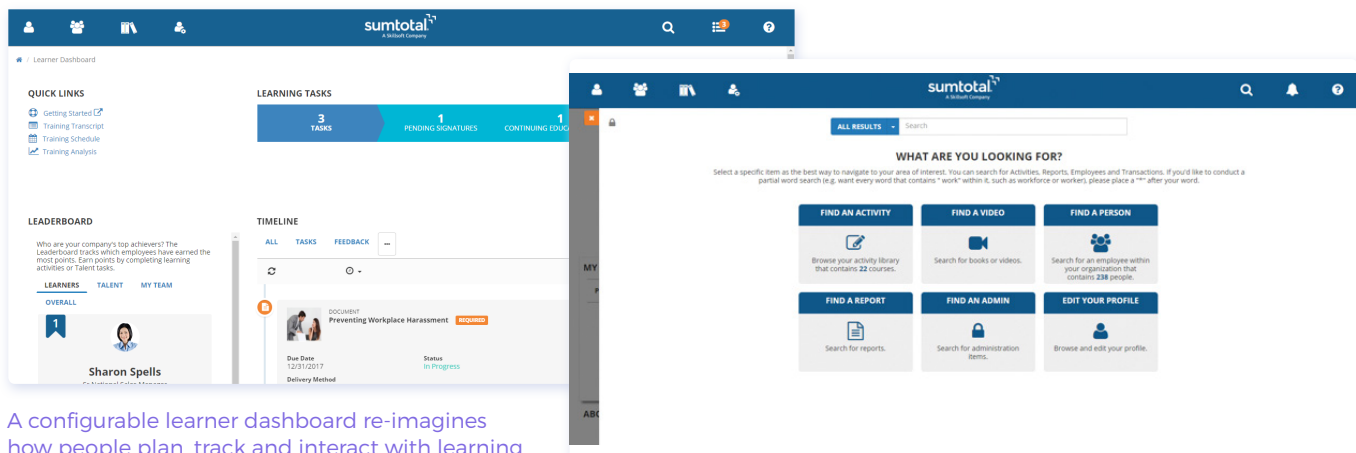 sumtotal
A Skillsoft Company
3
/ Learner Dashboard
QUICK LINKS
Getting Started
Training Transcript
Training Schedule
Training Analysis
LEARNING TASKS
3
TASKS
1
PENDING SIGNATURES
1
CONTINUING EDUCA
LEADERBOARD
Who are your company's top achievers? The
Leaderboard tracks which employees have earned the
most points. Earn points by completing learning
activities or Talent tasks.
LEARNERS TALENT MY TEAM
OVERALL
1
Sharon Spells
TIMELINE
ALL TASKS FEEDBACK ...
DOCUMENT
Preventing Workplace Harassment REQUIRED
Due Date
12/31/2017
Status
In Progress
Delivery Method
A configurable learner dashboard re-imagines
how people plan, track and interact with learning
sumtotal
A Skillsoft Company
ALL RESULTS Search
WHAT ARE YOU LOOKING FOR?
Select a specific item as the best way to navigate to your area of interest. You can search for Activities, Reports, Employees and Transactions. If you'd like to conduct a
partial word search (e.g. want every word that contains " work" within it, such as workforce or worker), please place a "*" after your word.
FIND AN ACTIVITY
Browse your activity library
that contains 22 courses.
FIND A VIDEO
Search for books or videos.
FIND A PERSON
Search for an employee within
your organization that
contains 238 people.
FIND A REPORT
Search for reports.
FIND AN ADMIN
Search for administration
items.
EDIT YOUR PROFILE
Browse and edit your profile.
MY
ABO